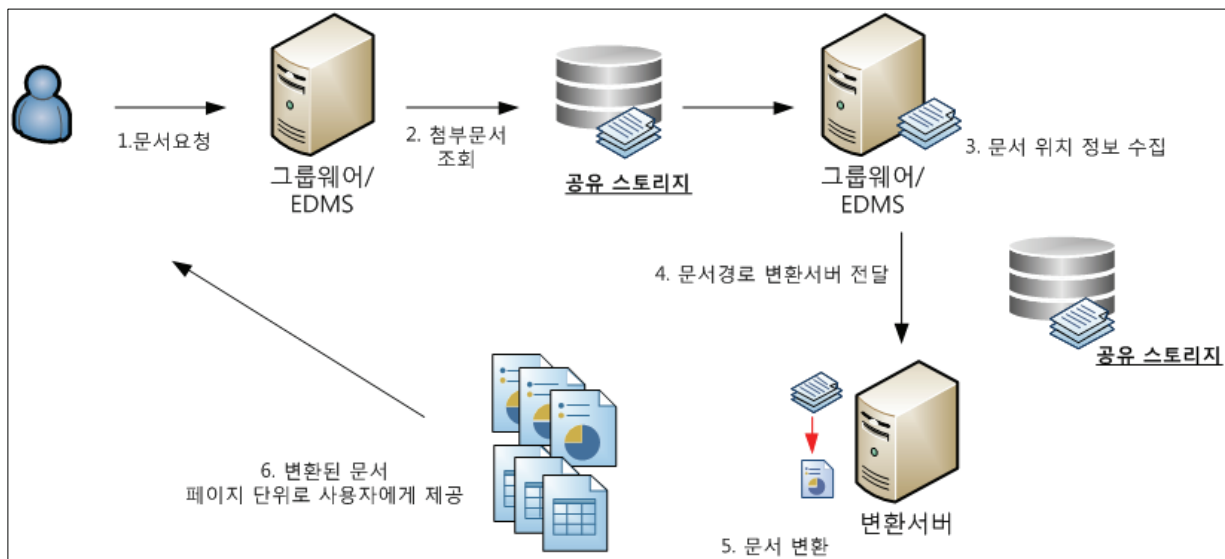 1.문서요청
그룹웨어/
EDMS
2. 첨부문서
조회
공유 스토리지
그룹웨어/
EDMS
3. 문서 위치 정보 수집
4. 문서경로 변환서버 전달
공유 스토리지
변환서버
5. 문서 변환
6. 변환된 문서
페이지 단위로 사용자에게 제공